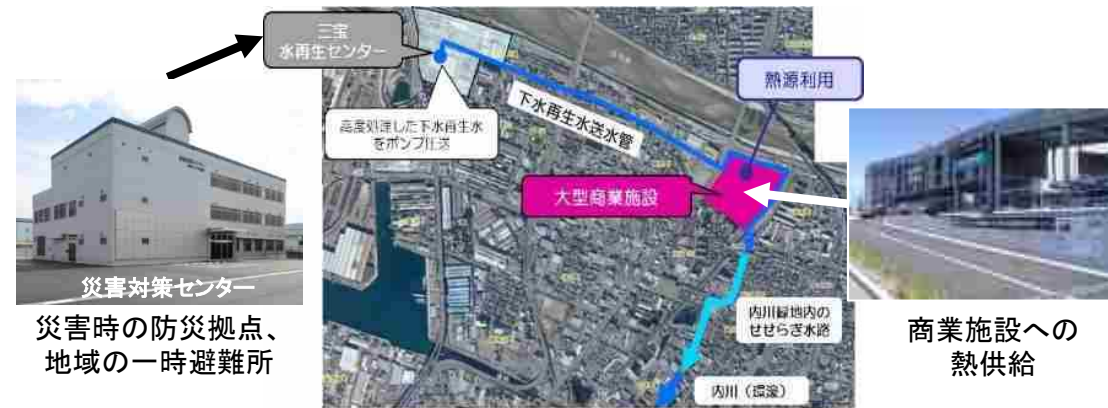 三宝
水再生センター
熱源利用
下水再生水送水管
高度処理した下水再生水
をポンプ圧送
大型商業施設
災害対策センター
災害時の防災拠点、
地域の一時避難所
内川緑地内の
せせらぎ水路
商業施設への
熱供給
内川（環濠）